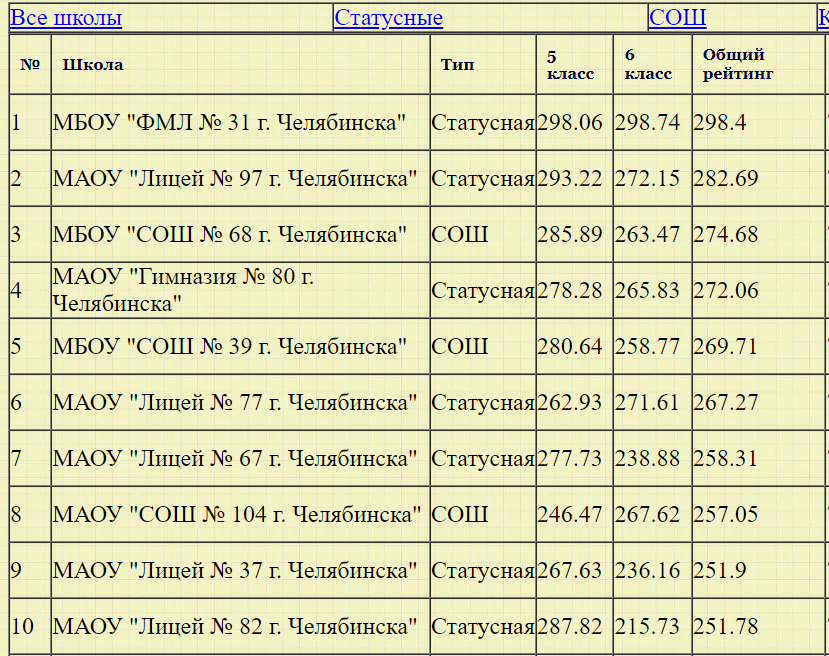 Все школы Статусные СОШ К
№ Школа Тип 5 класс 6 класс Общий рейтинг
1 МБОУ "ФМЛ № 31 г. Челябинска" Статусная 298.06 298.74 298.4
2 МАОУ "Лицей № 97 г. Челябинска" Статусная 293.22 272.15 282.69
3 МБОУ "СОШ № 68 г. Челябинска" СОШ 285.89 263.47 274.68
4 МАОУ "Гимназия № 80 г. Челябинска" Статусная 278.28 265.83 272.06
5 МБОУ "СОШ № 39 г. Челябинска" СОШ 280.64 258.77 269.71
6 МАОУ "Лицей № 77 г. Челябинска" Статусная 262.93 271.61 267.27
7 МАОУ "Лицей № 67 г. Челябинска" Статусная 277.73 238.88 258.31
8 МАОУ "СОШ № 104 г. Челябинска" СОШ 246.47 267.62 257.05
9 МАОУ "Лицей № 37 г. Челябинска" Статусная 267.63 236.16 251.9
10 МАОУ "Лицей № 82 г. Челябинска" Статусная 287.82 215.73 251.78